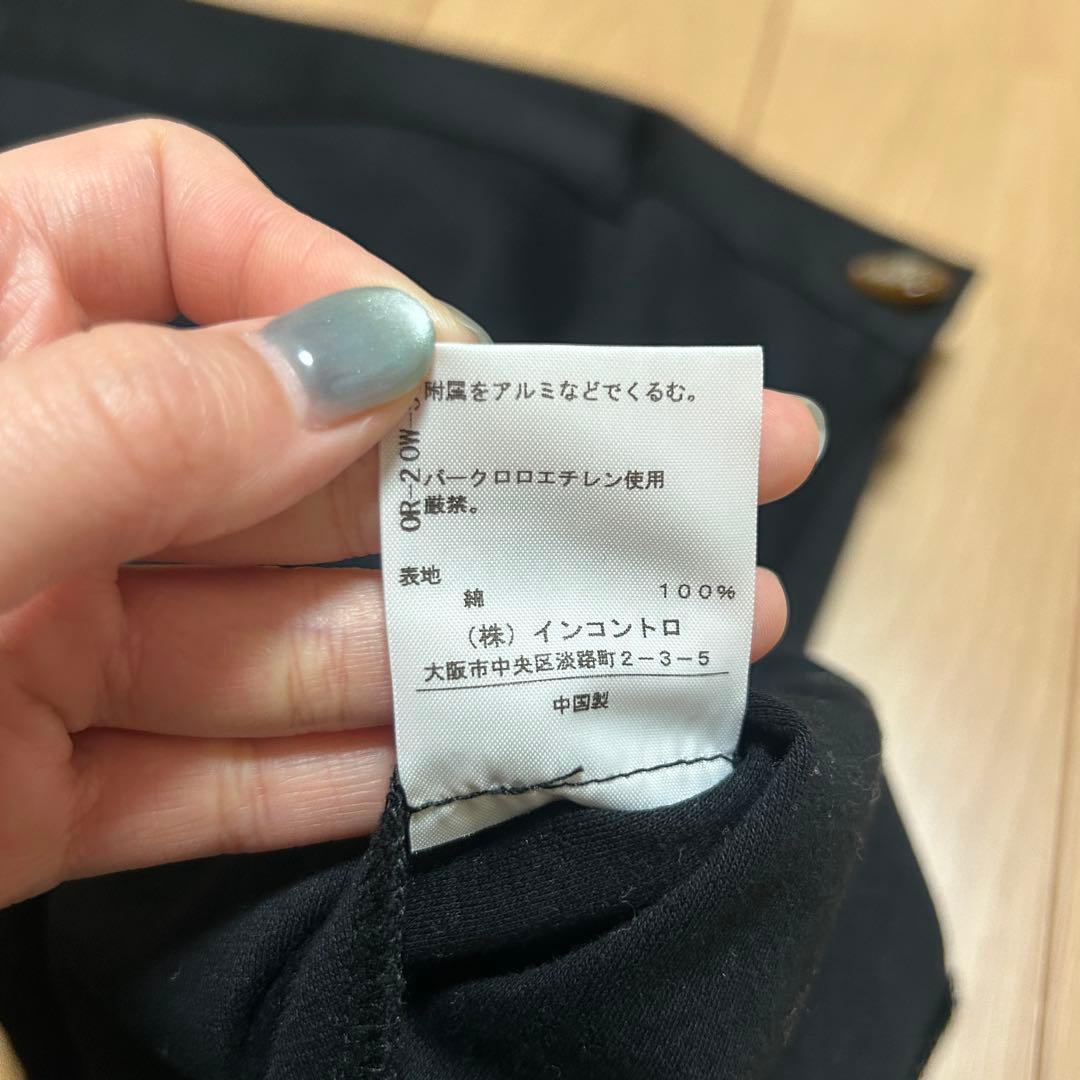 附属をアルミなどでくるむ。
パークロロエチレン使用
厳禁。
OR-20W-
表地
綿 100%
(株)インコントロ
大阪市中央区淡路町2-3-5
中国製